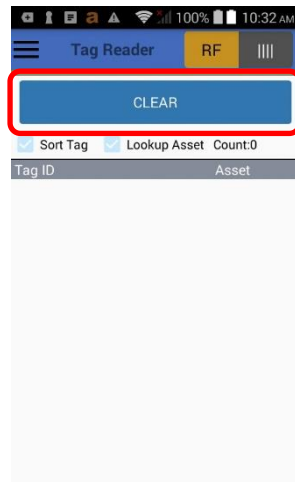 100% 10:32 AM
Tag Reader RF
CLEAR
Sort Tag Lookup Asset Count:0
Tag ID Asset